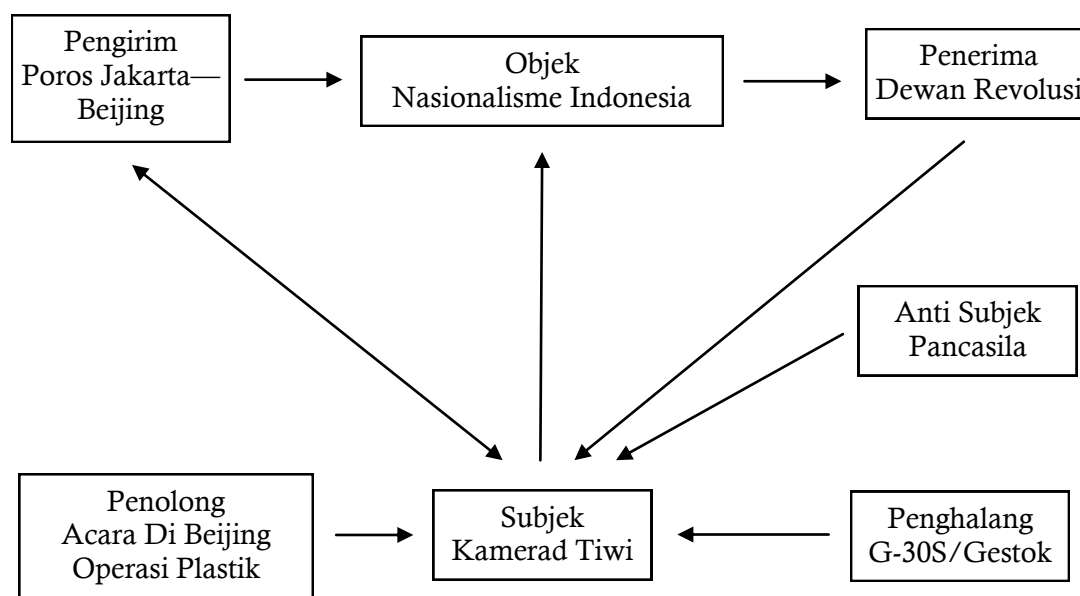 Pengirim
Poros Jakarta—
Beijing
Objek
Nasionalisme Indonesia
Penerima
Dewan Revolusi
Anti Subjek
Pancasila
Penolong
Acara Di Beijing
Operasi Plastik
Subjek
Kamerad Tiwi
Penghalang
G-30S/Gestok